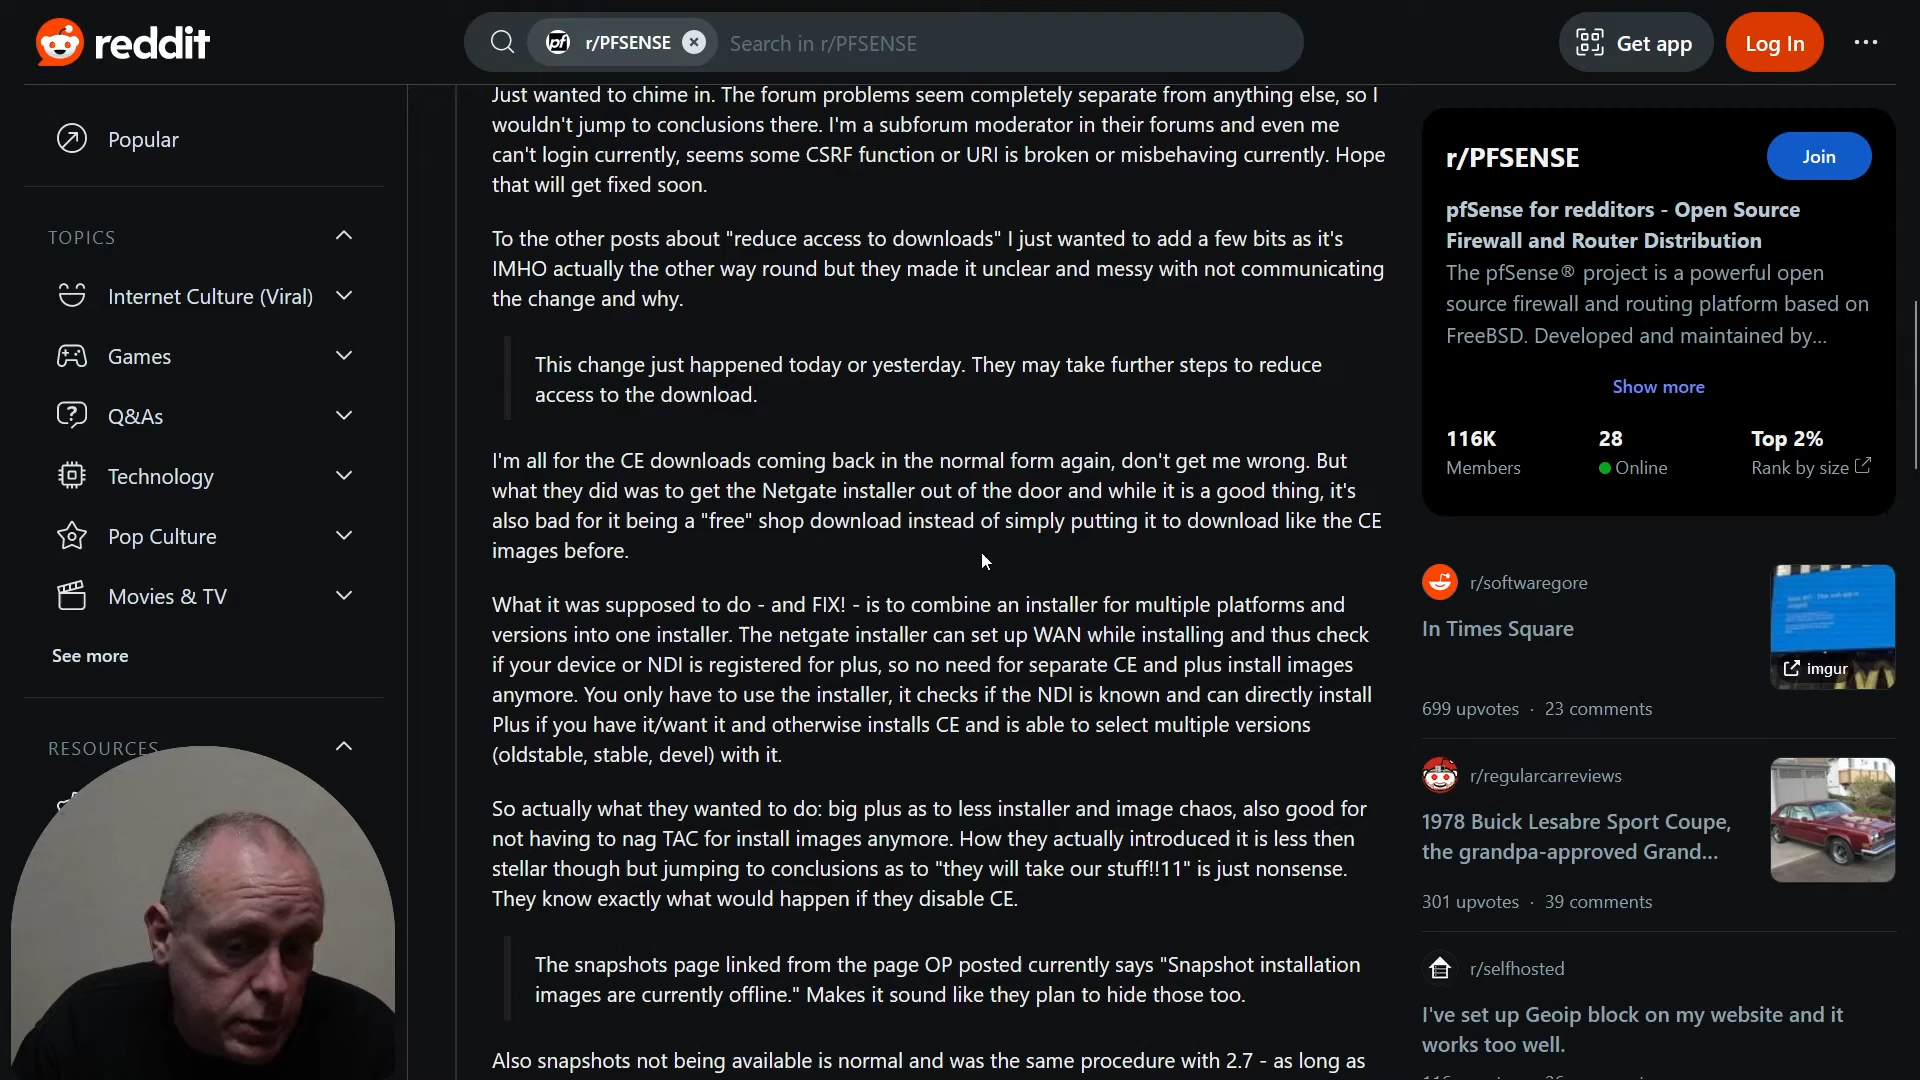 reddit
r/PFSENSE
Search in r/PFSENSE
Get app
Log In
Popular
TOPICS
Internet Culture (Viral)
Games
Q&As
Technology
Pop Culture
Movies & TV
See more
RESOURCES
Just wanted to chime in. The forum problems seem completely separate from anything else, so I
wouldn't jump to conclusions there. I'm a subforum moderator in their forums and even me
can't login currently, seems some CSRF function or URI is broken or misbehaving currently. Hope
that will get fixed soon.
To the other posts about "reduce access to downloads" I just wanted to add a few bits as it's
IMHO actually the other way round but they made it unclear and messy with not communicating
the change and why.
This change just happened today or yesterday. They may take further steps to reduce
access to the download.
I'm all for the CE downloads coming back in the normal form again, don't get me wrong. But
what they did was to get the Netgate installer out of the door and while it is a good thing, it's
also bad for it being a "free" shop download instead of simply putting it to download like the CE
images before.
What it was supposed to do - and FIX! - is to combine an installer for multiple platforms and
versions into one installer. The netgate installer can set up WAN while installing and thus check
if your device or NDI is registered for plus, so no need for separate CE and plus install images
anymore. You only have to use the installer, it checks if the NDI is known and can directly install
Plus if you have it/want it and otherwise installs CE and is able to select multiple versions
(oldstable, stable, devel) with it.
So actually what they wanted to do: big plus as to less installer and image chaos, also good for
not having to nag TAC for install images anymore. How they actually introduced it is less then
stellar though but jumping to conclusions as to "they will take our stuff!!11" is just nonsense.
They know exactly what would happen if they disable CE.
The snapshots page linked from the page OP posted currently says "Snapshot installation
images are currently offline." Makes it sound like they plan to hide those too.
Also snapshots not being available is normal and was the same procedure with 2.7 - as long as
r/PFSENSE
Join
pfSense for redditors - Open Source
Firewall and Router Distribution
The pfSense® project is a powerful open
source firewall and routing platform based on
FreeBSD. Developed and maintained by...
Show more
116K
Members
28
Online
Top 2%
Rank by size
r/softwaregore
In Times Square
imgur
699 upvotes · 23 comments
r/regularcarreviews
1978 Buick Lesabre Sport Coupe,
the grandpa-approved Grand...
301 upvotes · 39 comments
r/selfhosted
I've set up Geoip block on my website and it
works too well.